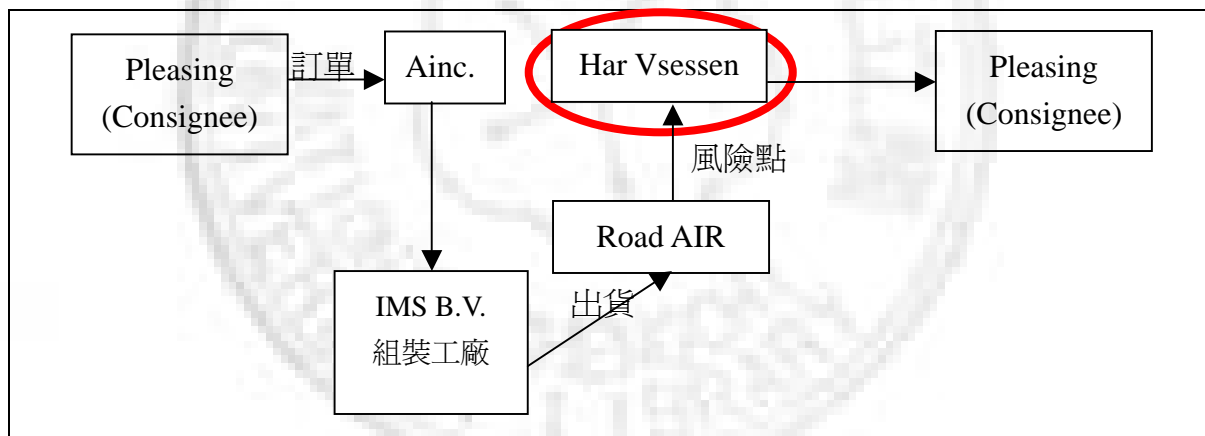 Pleasing
(Consignee)
訂單
Ainc.
Har Vsessen
Pleasing
(Consignee)
風險點
Road AIR
出貨
IMS B.V.
組裝工廠